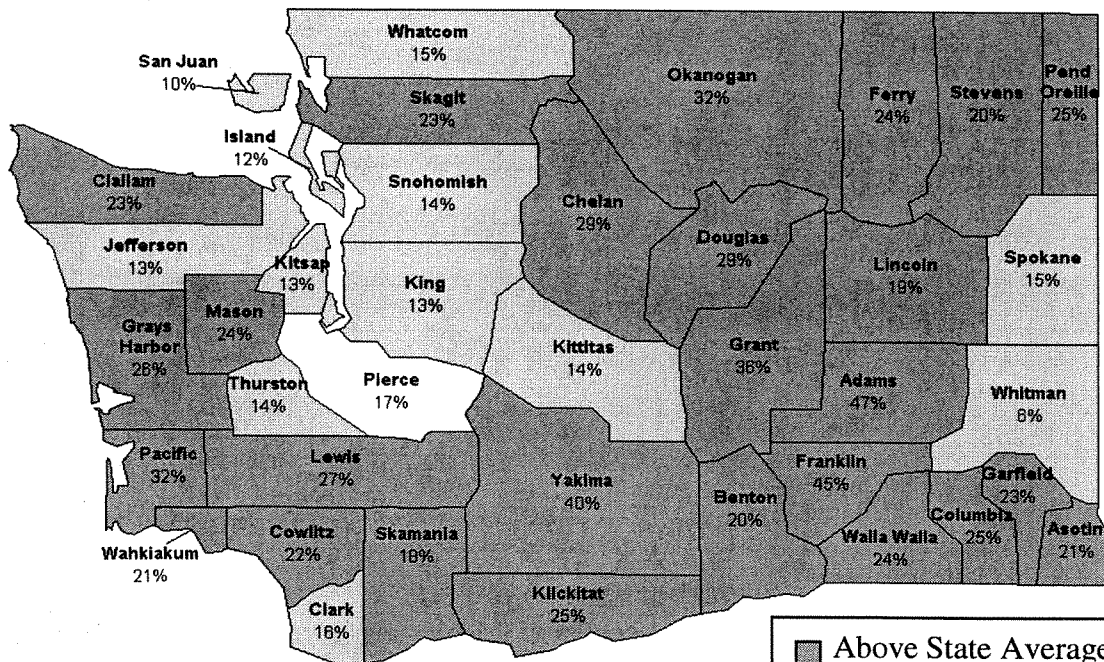 Whatcom
15%
San Juan
10%
Skagit
23%
Okanogan
32%
Ferry
24%
Stevens
20%
Pend
Oreille
25%
Island
12%
Clallam
23%
Snohomish
14%
Chelan
29%
Douglas
29%
Jefferson
13%
Kitsap
13%
King
13%
Lincoln
19%
Spokane
15%
Mason
24%
Grays
Harbor
26%
Kittitas
14%
Grant
36%
Thurston
14%
Pierce
17%
Adams
47%
Whitman
6%
Pacific
32%
Lewis
27%
Yakima
40%
Benton
20%
Franklin
45%
Garfield
23%
Columbia
25%
Asotin
21%
Walla Walla
24%
Wahkiakum
21%
Cowlitz
22%
Skamania
18%
Clark
16%
Klickitat
25%
Above State Average